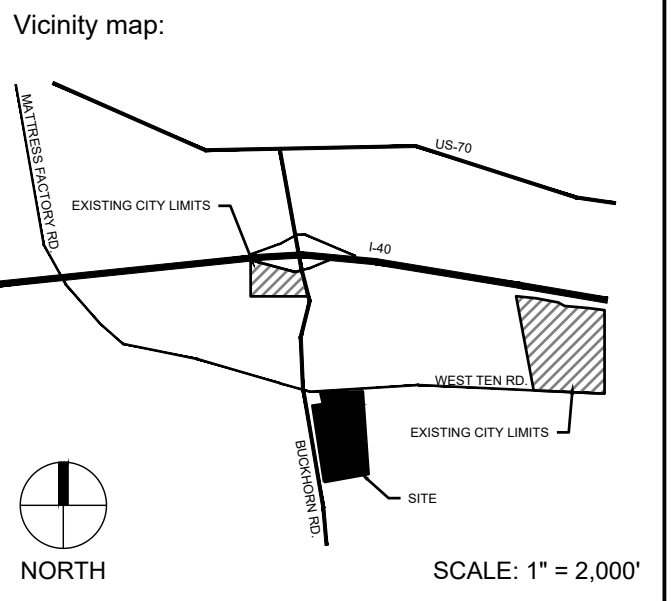 Vicinity map:
MATTRESS FACTORY RD.
US-70
EXISTING CITY LIMITS
I-40
WEST TEN RD.
EXISTING CITY LIMITS
BUCKHORN RD.
SITE
NORTH
SCALE: 1" = 2,000'